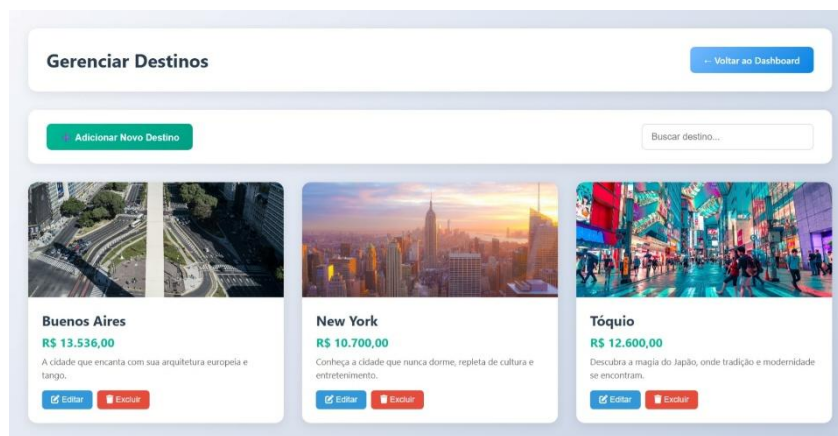 Gerenciar Destinos
← Voltar ao Dashboard
Adicionar Novo Destino
Buscar destino...
Buenos Aires
R$ 13.536,00
A cidade que encanta com sua arquitetura europeia e
tango.
Editar
Excluir
New York
R$ 10.700,00
Conheça a cidade que nunca dorme, repleta de cultura e
entretenimento.
Editar
Excluir
Tóquio
R$ 12.600,00
Descubra a magia do Japão, onde tradição e modernidade
se encontram.
Editar
Excluir